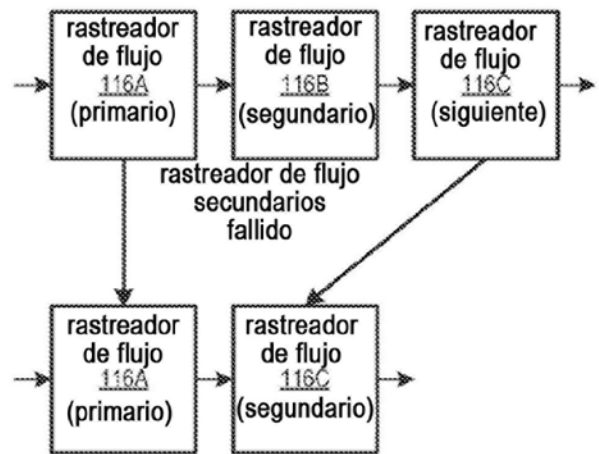 rastreador
de flujo
116A
(primario)
rastreador
de flujo
116B
(segundario)
rastreador
de flujo
116C
(siguiente)
rastreador de flujo
secundarios
fallido
rastreador
de flujo
116A
(primario)
rastreador
de flujo
116C
(segundario)